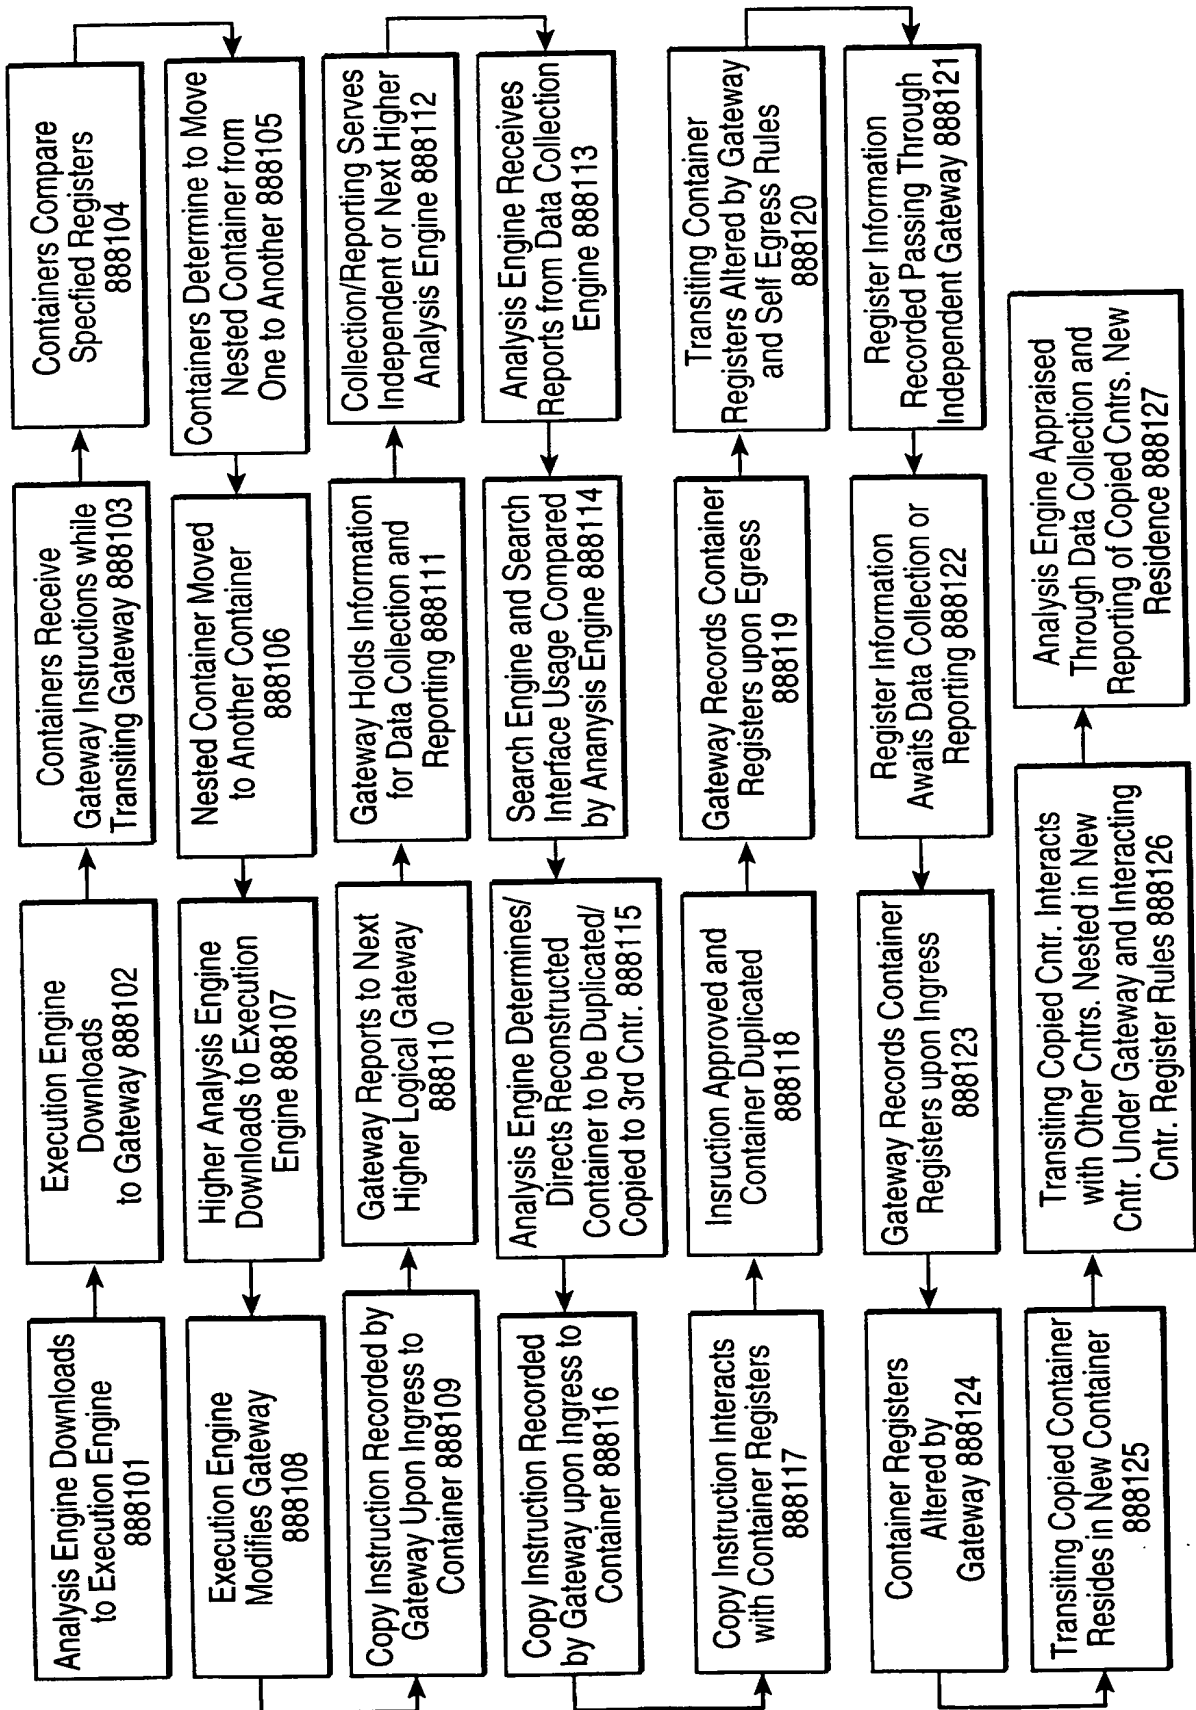 Analysis Engine Downloads
to Execution Engine
888101
Execution Engine
Downloads
to Gateway 888102
Containers Receive
Gateway Instructions while
Transiting Gateway 888103
Containers Compare
Specfied Registers
888104
Containers Determine to Move
Nested Container from
One to Another 888105
Nested Container Moved
to Another Container
888106
Higher Analysis Engine
Downloads to Execution
Engine 888107
Execution Engine
Modifies Gateway
888108
Copy Instruction Recorded by
Gateway Upon Ingress to
Container 888109
Gateway Reports to Next
Higher Logical Gateway
888110
Gateway Holds Information
for Data Collection and
Reporting 888111
Collection/Reporting Serves
Independent or Next Higher
Analysis Engine 888112
Analysis Engine Receives
Reports from Data Collection
Engine 888113
Search Engine and Search
Interface Usage Compared
by Ananysis Engine 888114
Analysis Engine Determines/
Directs Reconstructed
Container to be Duplicated/
Copied to 3rd Cntr. 888115
Copy Instruction Recorded
by Gateway upon Ingress to
Container 888116
Copy Instruction Interacts
with Container Registers
888117
Insruction Approved and
Container Duplicated
888118
Gateway Records Container
Registers upon Egress
888119
Transiting Container
Registers Altered by Gateway
and Self Egress Rules
888120
Register Information
Recorded Passing Through
Independent Gateway 888121
Register Information
Awaits Data Collection or
Reporting 888122
Gateway Records Container
Registers upon Ingress
888123
Container Registers
Altered by
Gateway 888124
Transiting Copied Container
Resides in New Container
888125
Transiting Copied Cntr. Interacts
with Other Cntrs. Nested in New
Cntr. Under Gateway and Interacting
Cntr. Register Rules 888126
Analysis Engine Appraised
Through Data Collection and
Reporting of Copied Cntrs. New
Residence 888127